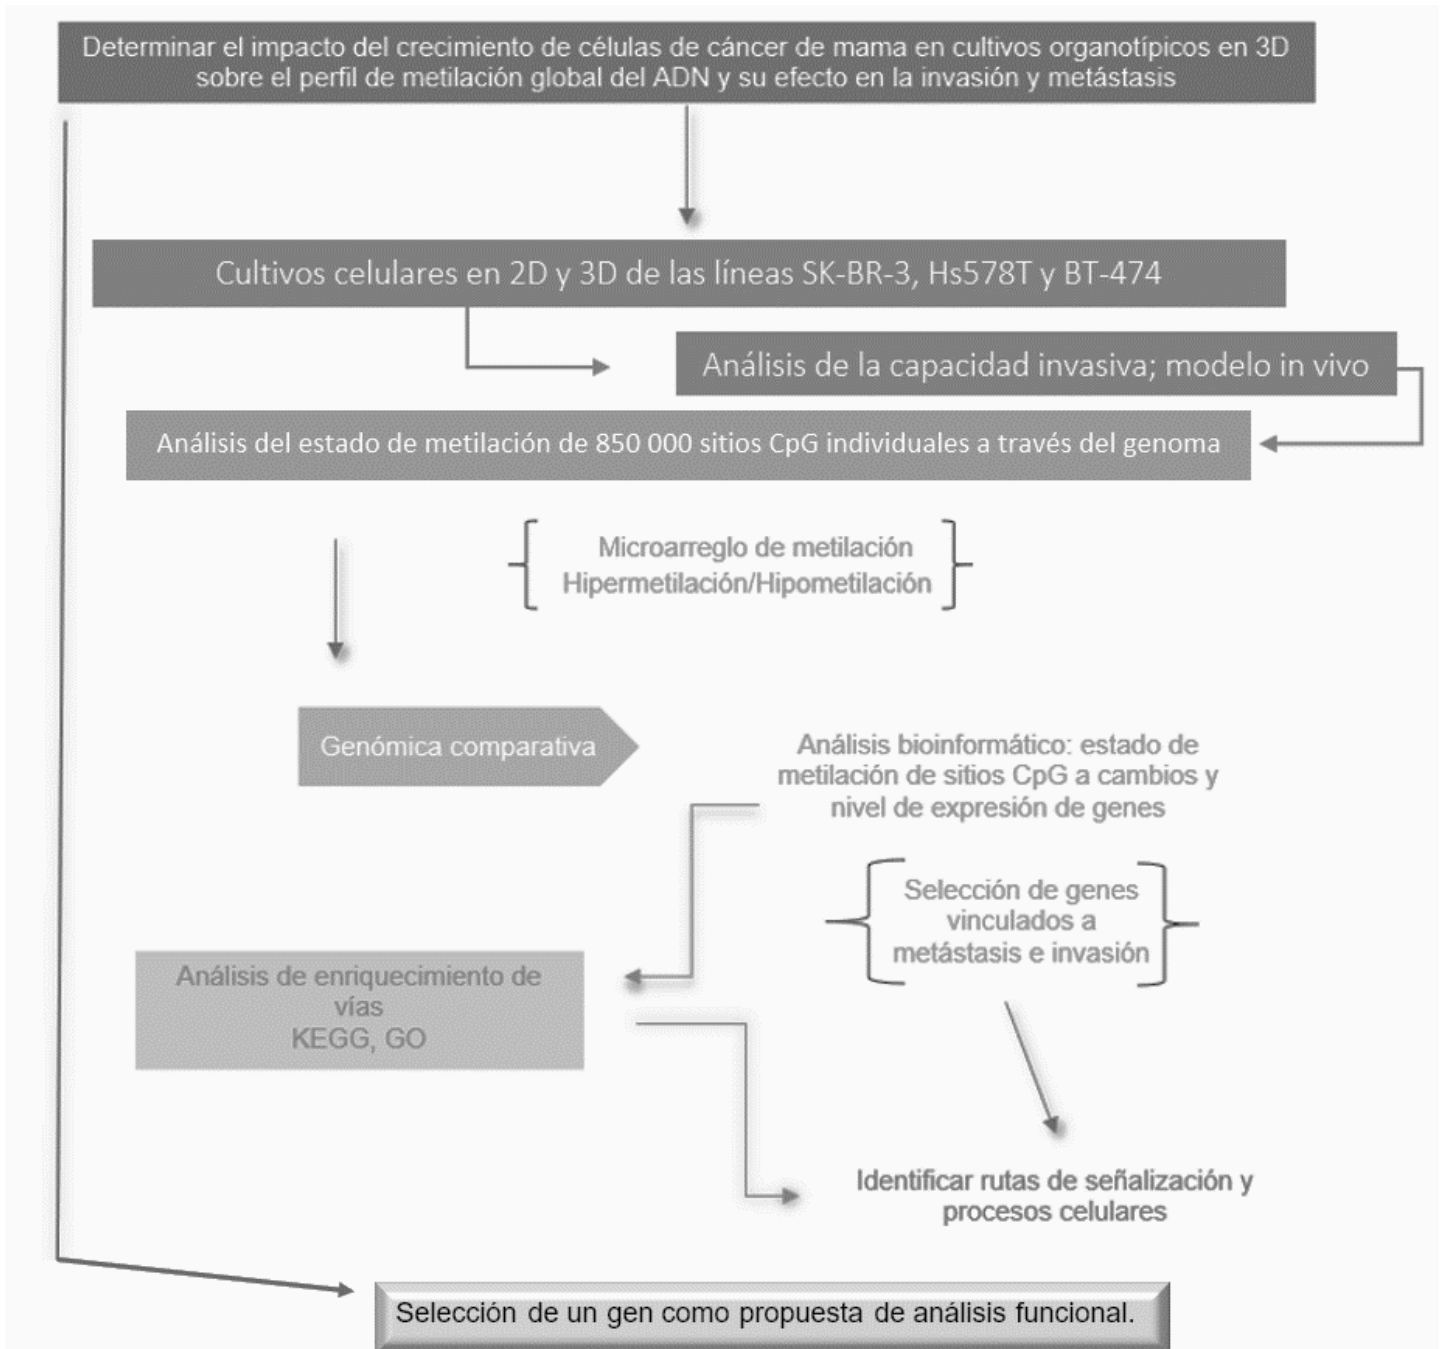 Determinar el impacto del crecimiento de células de cáncer de mama en cultivos organotípicos en 3D
sobre el perfil de metilación global del ADN y su efecto en la invasión y metástasis
Cultivos celulares en 2D y 3D de las líneas SK-BR-3, Hs578T y BT-474
Análisis de la capacidad invasiva; modelo in vivo
Análisis del estado de metilación de 850 000 sitios CpG individuales a través del genoma
Microarreglo de metilación
Hipermetilación/Hipometilación
Genómica comparativa
Análisis bioinformático: estado de
metilación de sitios CpG a cambios y
nivel de expresión de genes
Selección de genes
vinculados a
metástasis e invasión
Análisis de enriquecimiento de
vías
KEGG, GO
Identificar rutas de señalización y
procesos celulares
Selección de un gen como propuesta de análisis funcional.